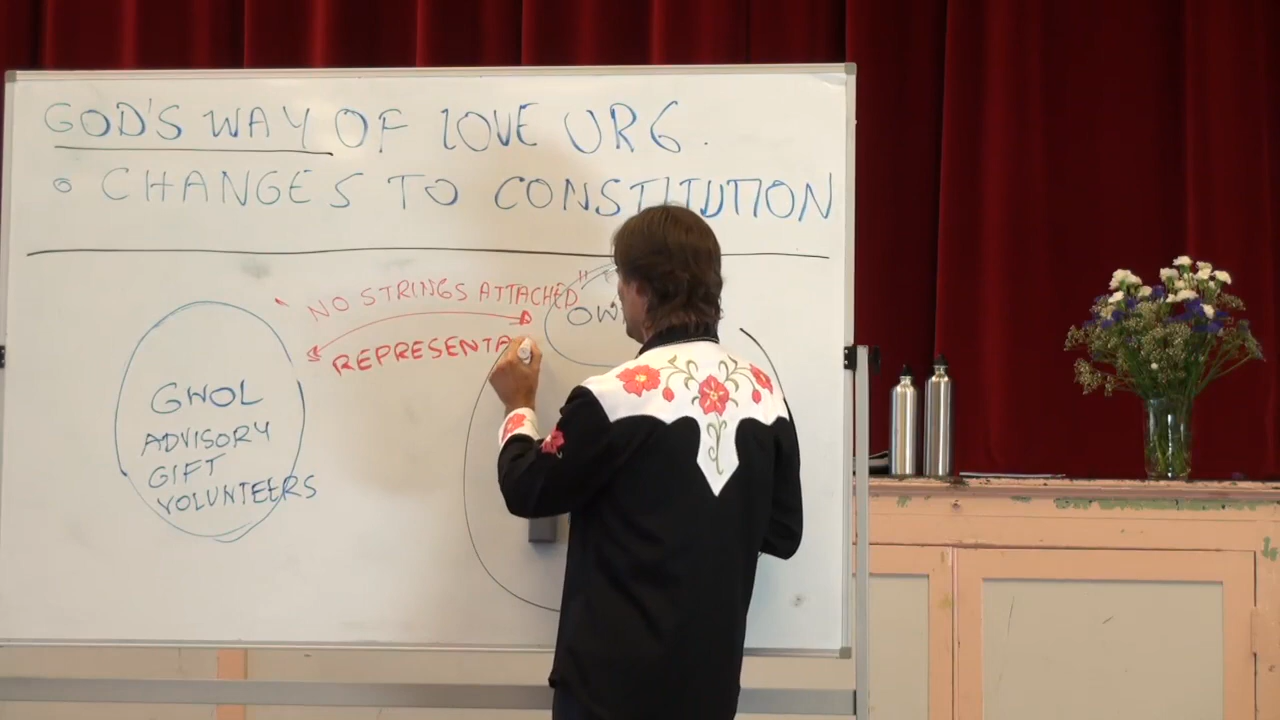 GOD'S WAY OF LOVE ORG.
• CHANGES TO CONSTITUTION
" NO STRINGS ATTACHED "
REPRESENTA
GWOL
ADVISORY
GIFT
VOLUNTEERS